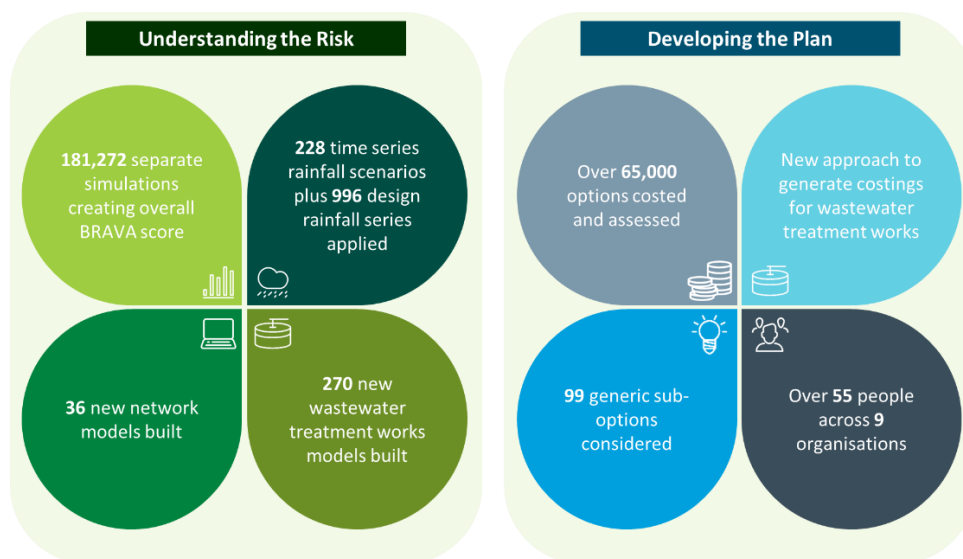 Understanding the Risk
181,272 separate
simulations
creating overall
BRAVA score
228 time series
rainfall scenarios
plus 996 design
rainfall series
applied
36 new network
models built
270 new
wastewater
treatment works
models built
Developing the Plan
Over 65,000
options costed
and assessed
New approach to
generate costings
for wastewater
treatment works
99 generic sub-
options
considered
Over 55 people
across 9
organisations